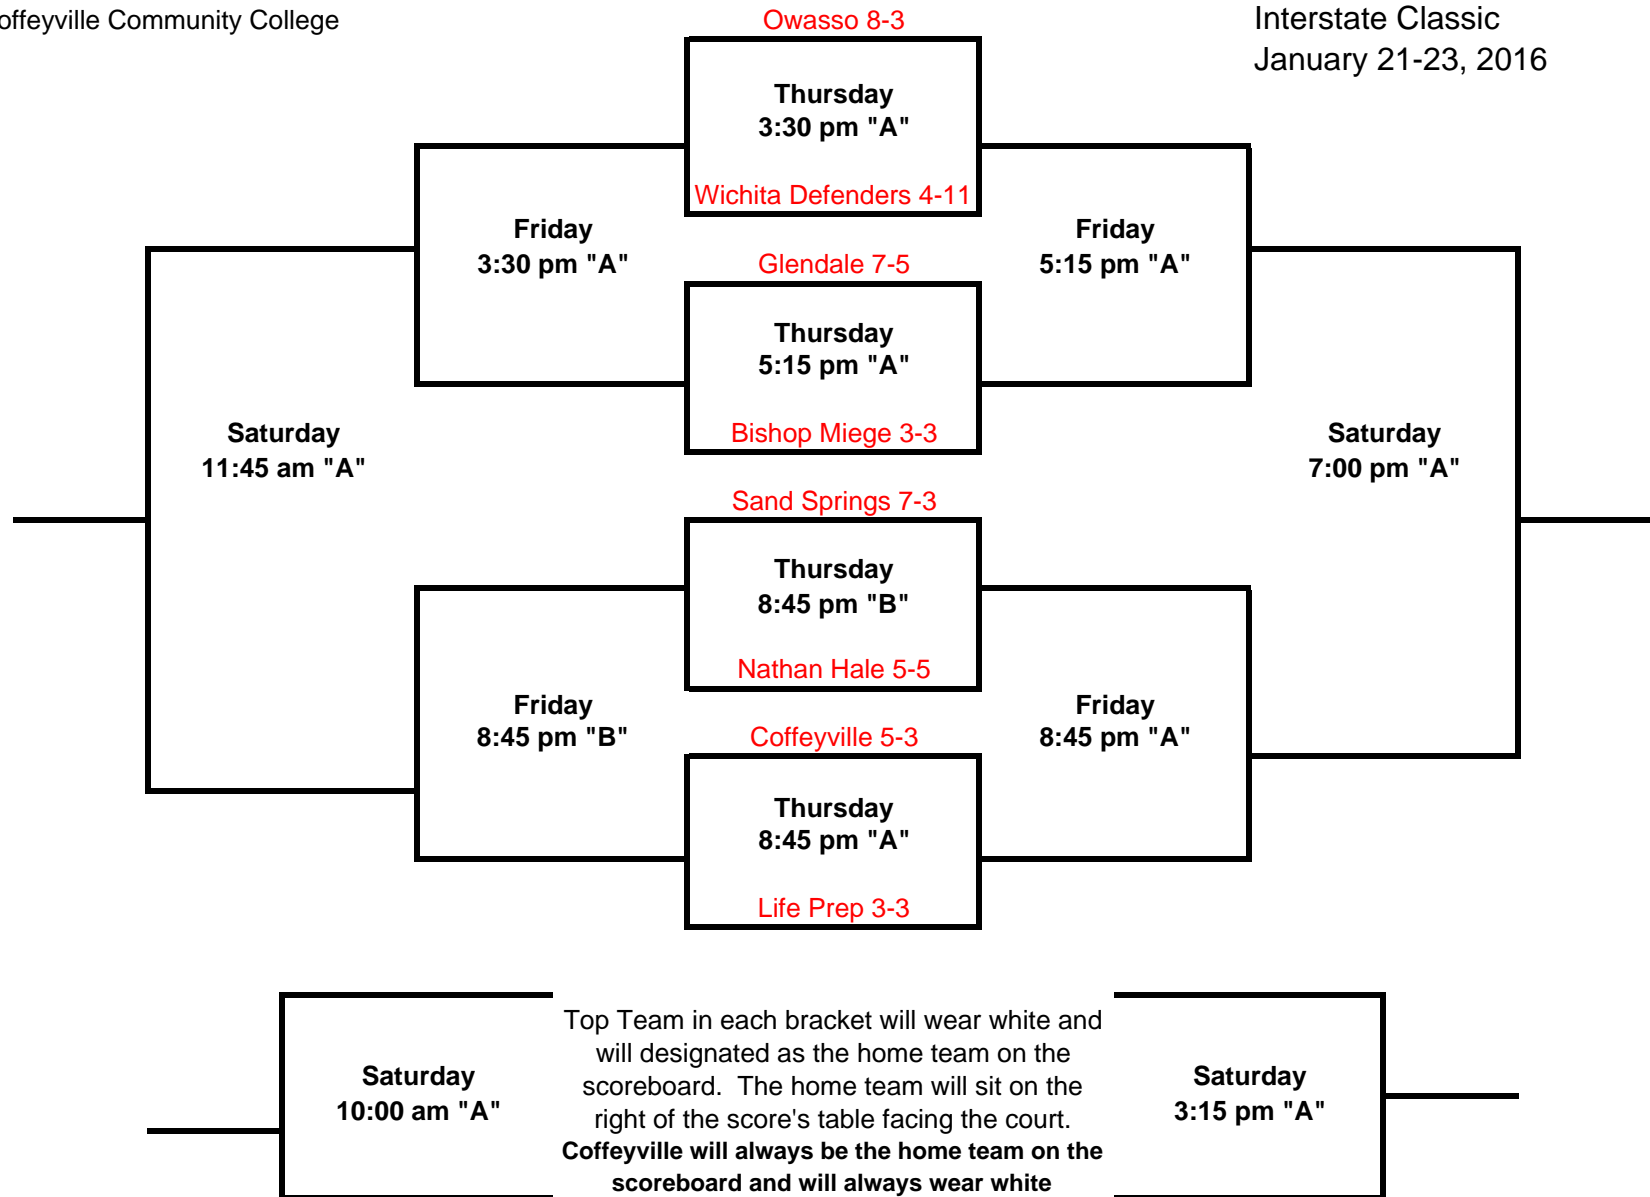 offeyville Community College
Interstate Classic
January 21-23, 2016
Owasso 8-3
Thursday
3:30 pm "A"
Wichita Defenders 4-11
Friday
3:30 pm "A"
Friday
5:15 pm "A"
Glendale 7-5
Thursday
5:15 pm "A"
Bishop Miege 3-3
Saturday
11:45 am "A"
Saturday
7:00 pm "A"
Sand Springs 7-3
Thursday
8:45 pm "B"
Nathan Hale 5-5
Friday
8:45 pm "B"
Friday
8:45 pm "A"
Coffeyville 5-3
Thursday
8:45 pm "A"
Life Prep 3-3
Saturday
10:00 am "A"
Top Team in each bracket will wear white and
will designated as the home team on the
scoreboard.  The home team will sit on the
right of the score's table facing the court.
Coffeyville will always be the home team on the
scoreboard and will always wear white
Saturday
3:15 pm "A"